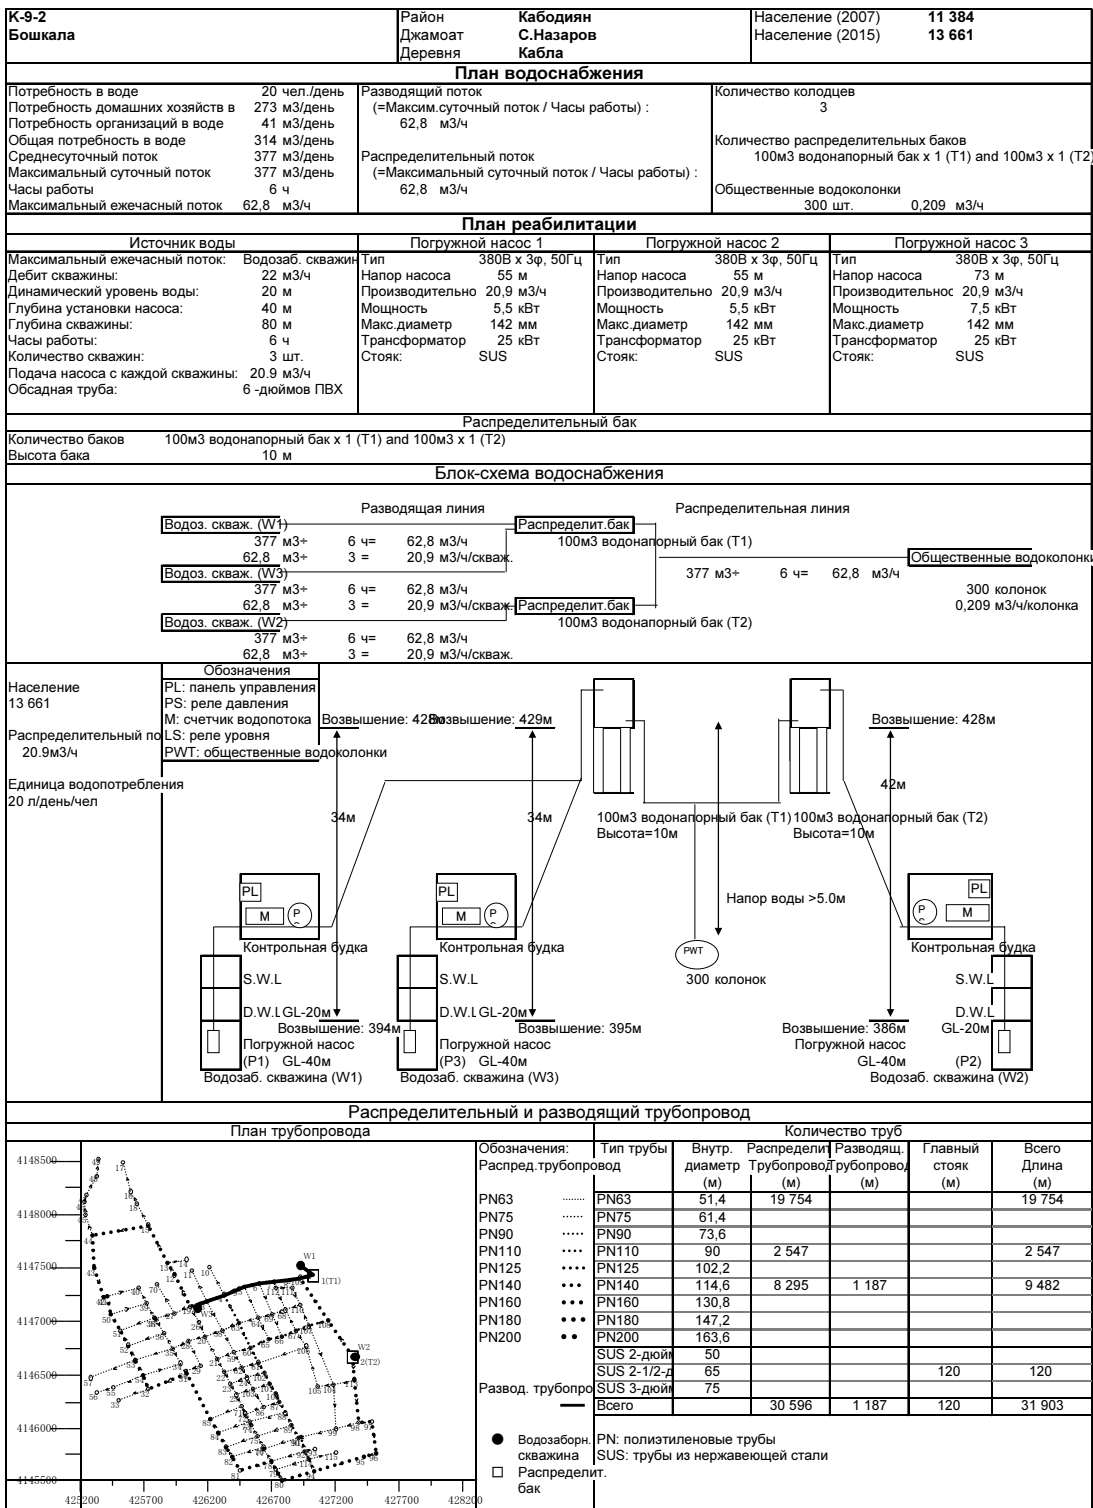 К-9-2 Район Кабодиян Население (2007) 11 384
Бошкала Джамоат С.Назаров Население (2015) 13 661
Деревня Кабла
План водоснабжения
Потребность в воде 20 чел./день Разводящий поток Количество колодцев
Потребность домашних хозяйств в 273 м3/день (=Максим.суточный поток / Часы работы) : 3
Потребность организаций в воде 41 м3/день 62,8 м3/ч
Общая потребность в воде 314 м3/день Количество распределительных баков
Среднесуточный поток 377 м3/день Распределительный поток 100м3 водонапорный бак x 1 (T1) and 100м3 x 1 (T2)
Максимальный суточный поток 377 м3/день (=Максимальный суточный поток / Часы работы) :
Часы работы 6 ч 62,8 м3/ч Общественные водоколонки
Максимальный ежечасный поток 62,8 м3/ч 300 шт. 0,209 м3/ч
План реабилитации
Источник воды Погружной насос 1 Погружной насос 2 Погружной насос 3
Максимальный ежечасный поток: Водозаб. скважин Тип 380В x 3φ, 50Гц Тип 380В x 3φ, 50Гц Тип 380В x 3φ, 50Гц
Дебит скважины: 22 м3/ч Напор насоса 55 м Напор насоса 55 м Напор насоса 73 м
Динамический уровень воды: 20 м Производительно 20,9 м3/ч Производительно 20,9 м3/ч Производительнос 20,9 м3/ч
Глубина установки насоса: 40 м Мощность 5,5 кВт Мощность 5,5 кВт Мощность 7,5 кВт
Глубина скважины: 80 м Макс.диаметр 142 мм Макс.диаметр 142 мм Макс.диаметр 142 мм
Часы работы: 6 ч Трансформатор 25 кВт Трансформатор 25 кВт Трансформатор 25 кВт
Количество скважин: 3 шт. Стояк: SUS Стояк: SUS Стояк: SUS
Подача насоса с каждой скважины: 20.9 м3/ч
Обсадная труба: 6 -дюймов ПВХ
Распределительный бак
Количество баков 100м3 водонапорный бак x 1 (T1) and 100м3 x 1 (T2)
Высота бака 10 м
Блок-схема водоснабжения
Разводящая линия Распределительная линия
Водоз. скваж. (W1) Распределит.бак
377 м3÷ 6 ч= 62,8 м3/ч 100м3 водонапорный бак (T1)
62,8 м3÷ 3 = 20,9 м3/ч/скваж. Общественные водоколонки
Водоз. скваж. (W3) 377 м3÷ 6 ч= 62,8 м3/ч
377 м3÷ 6 ч= 62,8 м3/ч 300 колонок
62,8 м3÷ 3 = 20,9 м3/ч/скваж. Распределит.бак 0,209 м3/ч/колонка
Водоз. скваж. (W2) 100м3 водонапорный бак (T2)
377 м3÷ 6 ч= 62,8 м3/ч
62,8 м3÷ 3 = 20,9 м3/ч/скваж.
Обозначения
Население PL: панель управления
13 661 PS: реле давления
М: счетчик водопотока Возвышение: 428м Возвышение: 429м Возвышение: 428м
Распределительный по LS: реле уровня
20.9м3/ч PWT: общественные водоколонки
Единица водопотребления
20 л/день/чел 42м
34м 34м 100м3 водонапорный бак (T1) 100м3 водонапорный бак (T2)
Высота=10м Высота=10м
PL PL PL
Напор воды >5.0м
M P M P P M
Контрольная будка Контрольная будка PWT Контрольная будка
S.W.L S.W.L 300 колонок S.W.L
D.W.L GL-20м D.W.L GL-20м D.W.L
Возвышение: 394м Возвышение: 395м Возвышение: 386м GL-20м
Погружной насос Погружной насос Погружной насос
(P1) GL-40м (P3) GL-40м GL-40м (P2)
Водозаб. скважина (W1) Водозаб. скважина (W3) Водозаб. скважина (W2)
Распределительный и разводящий трубопровод
План трубопровода Количество труб
Обозначения: Тип трубы Внутр. Распределит Разводящ. Главный Всего
Распред.трубопровод диаметр Трубопровод Трубопровод стояк Длина
(м) (м) (м) (м) (м)
PN63 PN63 51,4 19 754 19 754
PN75 PN75 61,4
PN90 PN90 73,6
PN110 PN110 90 2 547 2 547
PN125 PN125 102,2
PN140 PN140 114,6 8 295 1 187 9 482
PN160 PN160 130,8
PN180 PN180 147,2
PN200 PN200 163,6
SUS 2-дюйм 50
SUS 2-1/2-д 65 120 120
Развод. трубопро SUS 3-дюйм 75
Всего 30 596 1 187 120 31 903
Водозаборн. PN: полиэтиленовые трубы
скважина SUS: трубы из нержавеющей стали
Распределит.
бак
4148500
4148000
4147500
4147000
4146500
4146000
4145500
W1
1(T1)
W3
W2
2(T2)
425200 425700 426200 426700 427200 427700 428200